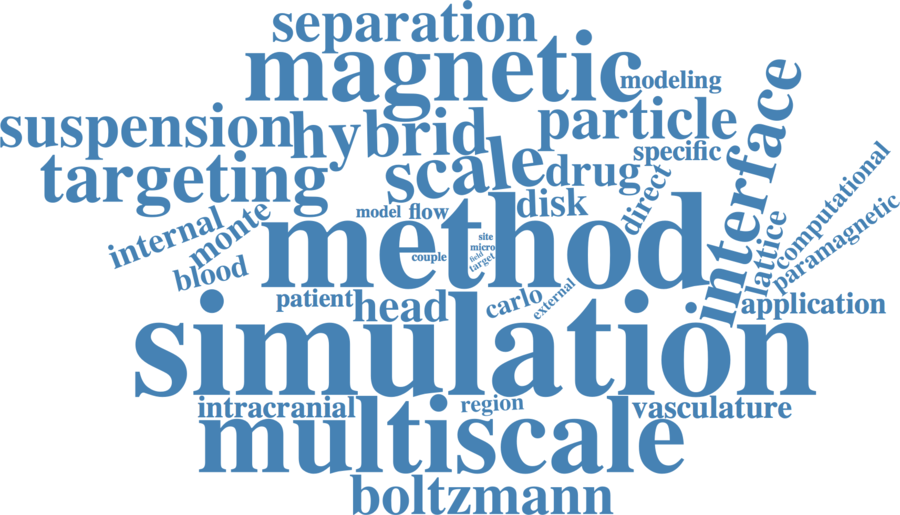 separation
magnetic
modeling
suspension
hybrid
particle
interface
targeting
scale
drug
specific
computational
internal
monte
model
flow
disk
direct
lattice
paramagnetic
blood
method
couple
site
micro
field
target
patient
head
carlo
external
application
simulation
intracranial
region
vasculature
multiscale
boltzmann